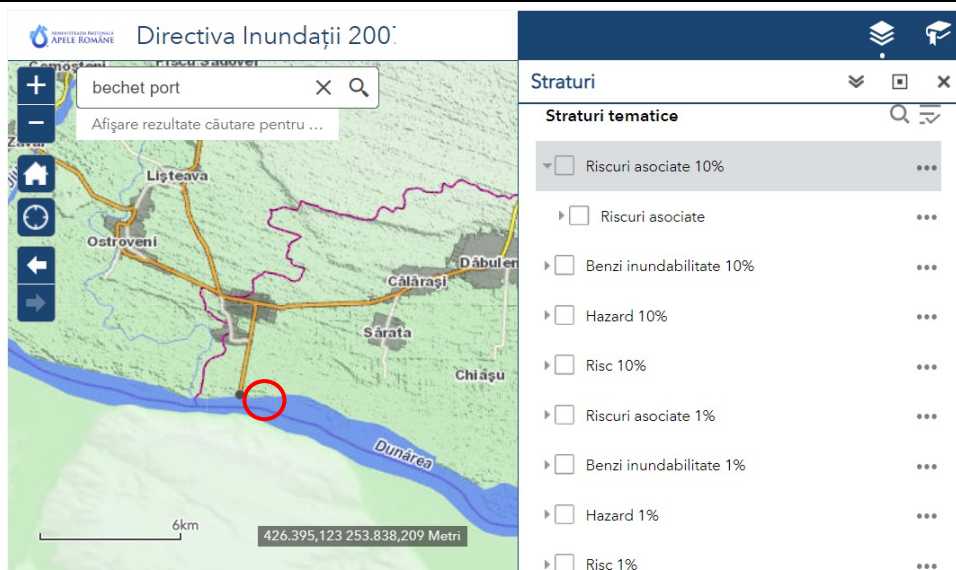 ADMINISTRAȚIA NAȚIONALĂ
APELE ROMÂNE
Directiva Inundații 2007
Straturi
bechet port
Afișare rezultate căutare pentru ...
Straturi tematice
Riscuri asociate 10%
Riscuri asociate
Benzi inundabilitate 10%
Hazard 10%
Risc 10%
Riscuri asociate 1%
Benzi inundabilitate 1%
Hazard 1%
Risc 1%
Lișteava
Ostroveni
Dăbulen
Călărași
Sărata
Chiașu
Dunărea
6km
426.395,123 253.838,209 Metri